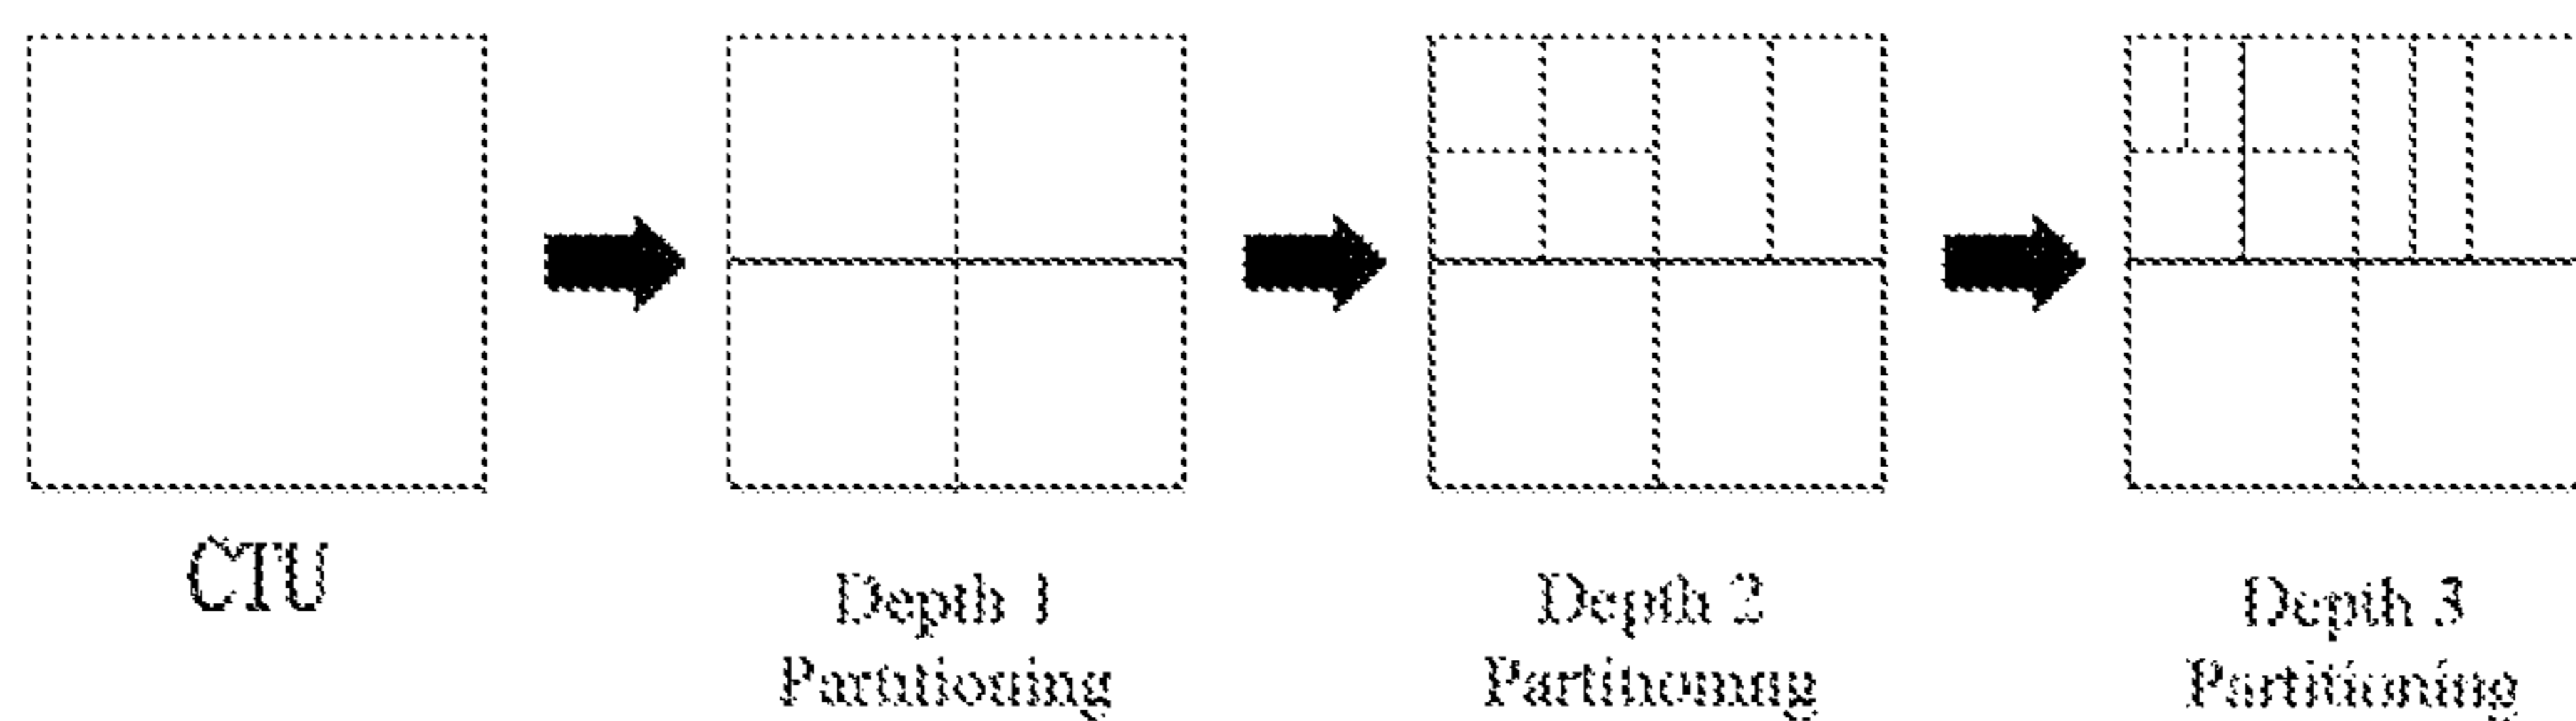 CTU
Depth 1
Partitioning
Depth 2
Partitioning
Depth 3
Partitioning